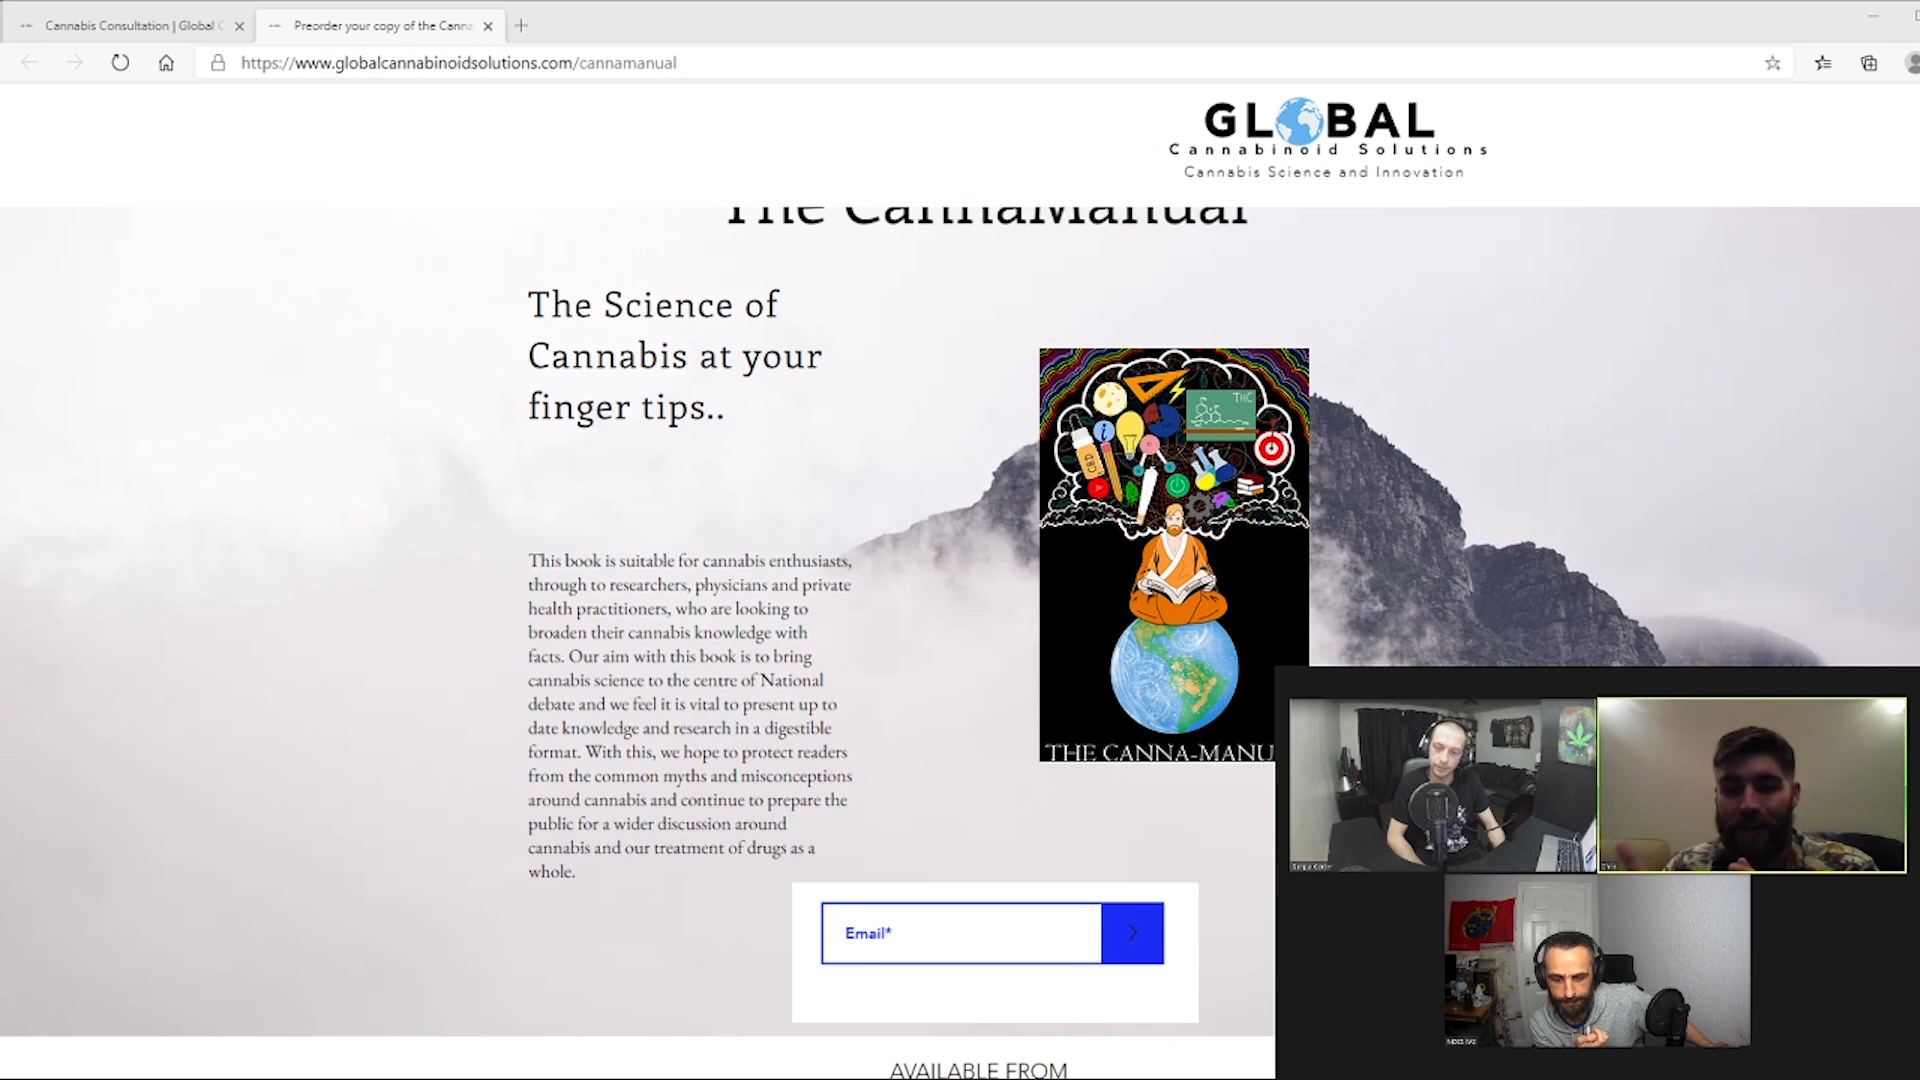 Cannabis Consultation | Global C
Preorder your copy of the Canna
https://www.globalcannabinoidsolutions.com/cannamanual
GLOBAL
Cannabinoid Solutions
Cannabis Science and Innovation
The CannaManual
The Science of
Cannabis at your
finger tips..
THC
i
CBD
This book is suitable for cannabis enthusiasts,
through to researchers, physicians and private
health practitioners, who are looking to
broaden their cannabis knowledge with
facts. Our aim with this book is to bring
cannabis science to the centre of National
debate and we feel it is vital to present up to
date knowledge and research in a digestible
format. With this, we hope to protect readers
from the common myths and misconceptions
around cannabis and continue to prepare the
public for a wider discussion around
cannabis and our treatment of drugs as a
whole.
THE CANNA-MANU
Email*
Chris
AVAILABLE FROM